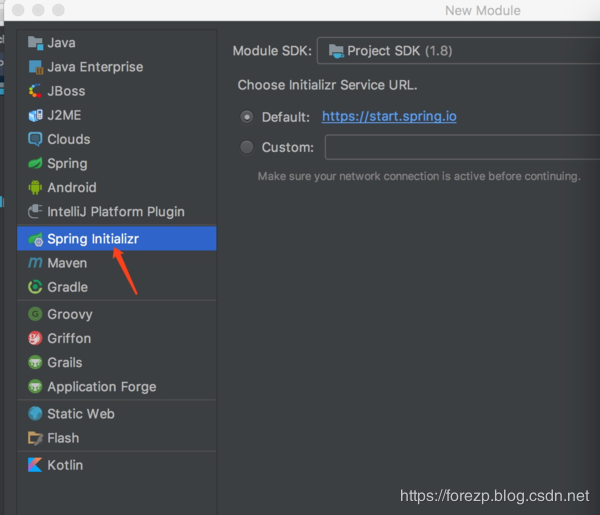 New Module
Java
Java Enterprise
JBoss
J2ME
Clouds
Spring
Android
IntelliJ Platform Plugin
Spring Initializr
Maven
Gradle
Groovy
Griffon
Grails
Application Forge
Static Web
Flash
Kotlin
Module SDK: Project SDK (1.8)
Choose Initializr Service URL.
Default: https://start.spring.io
Custom:
Make sure your network connection is active before continuing.
https://forezp.blog.csdn.net